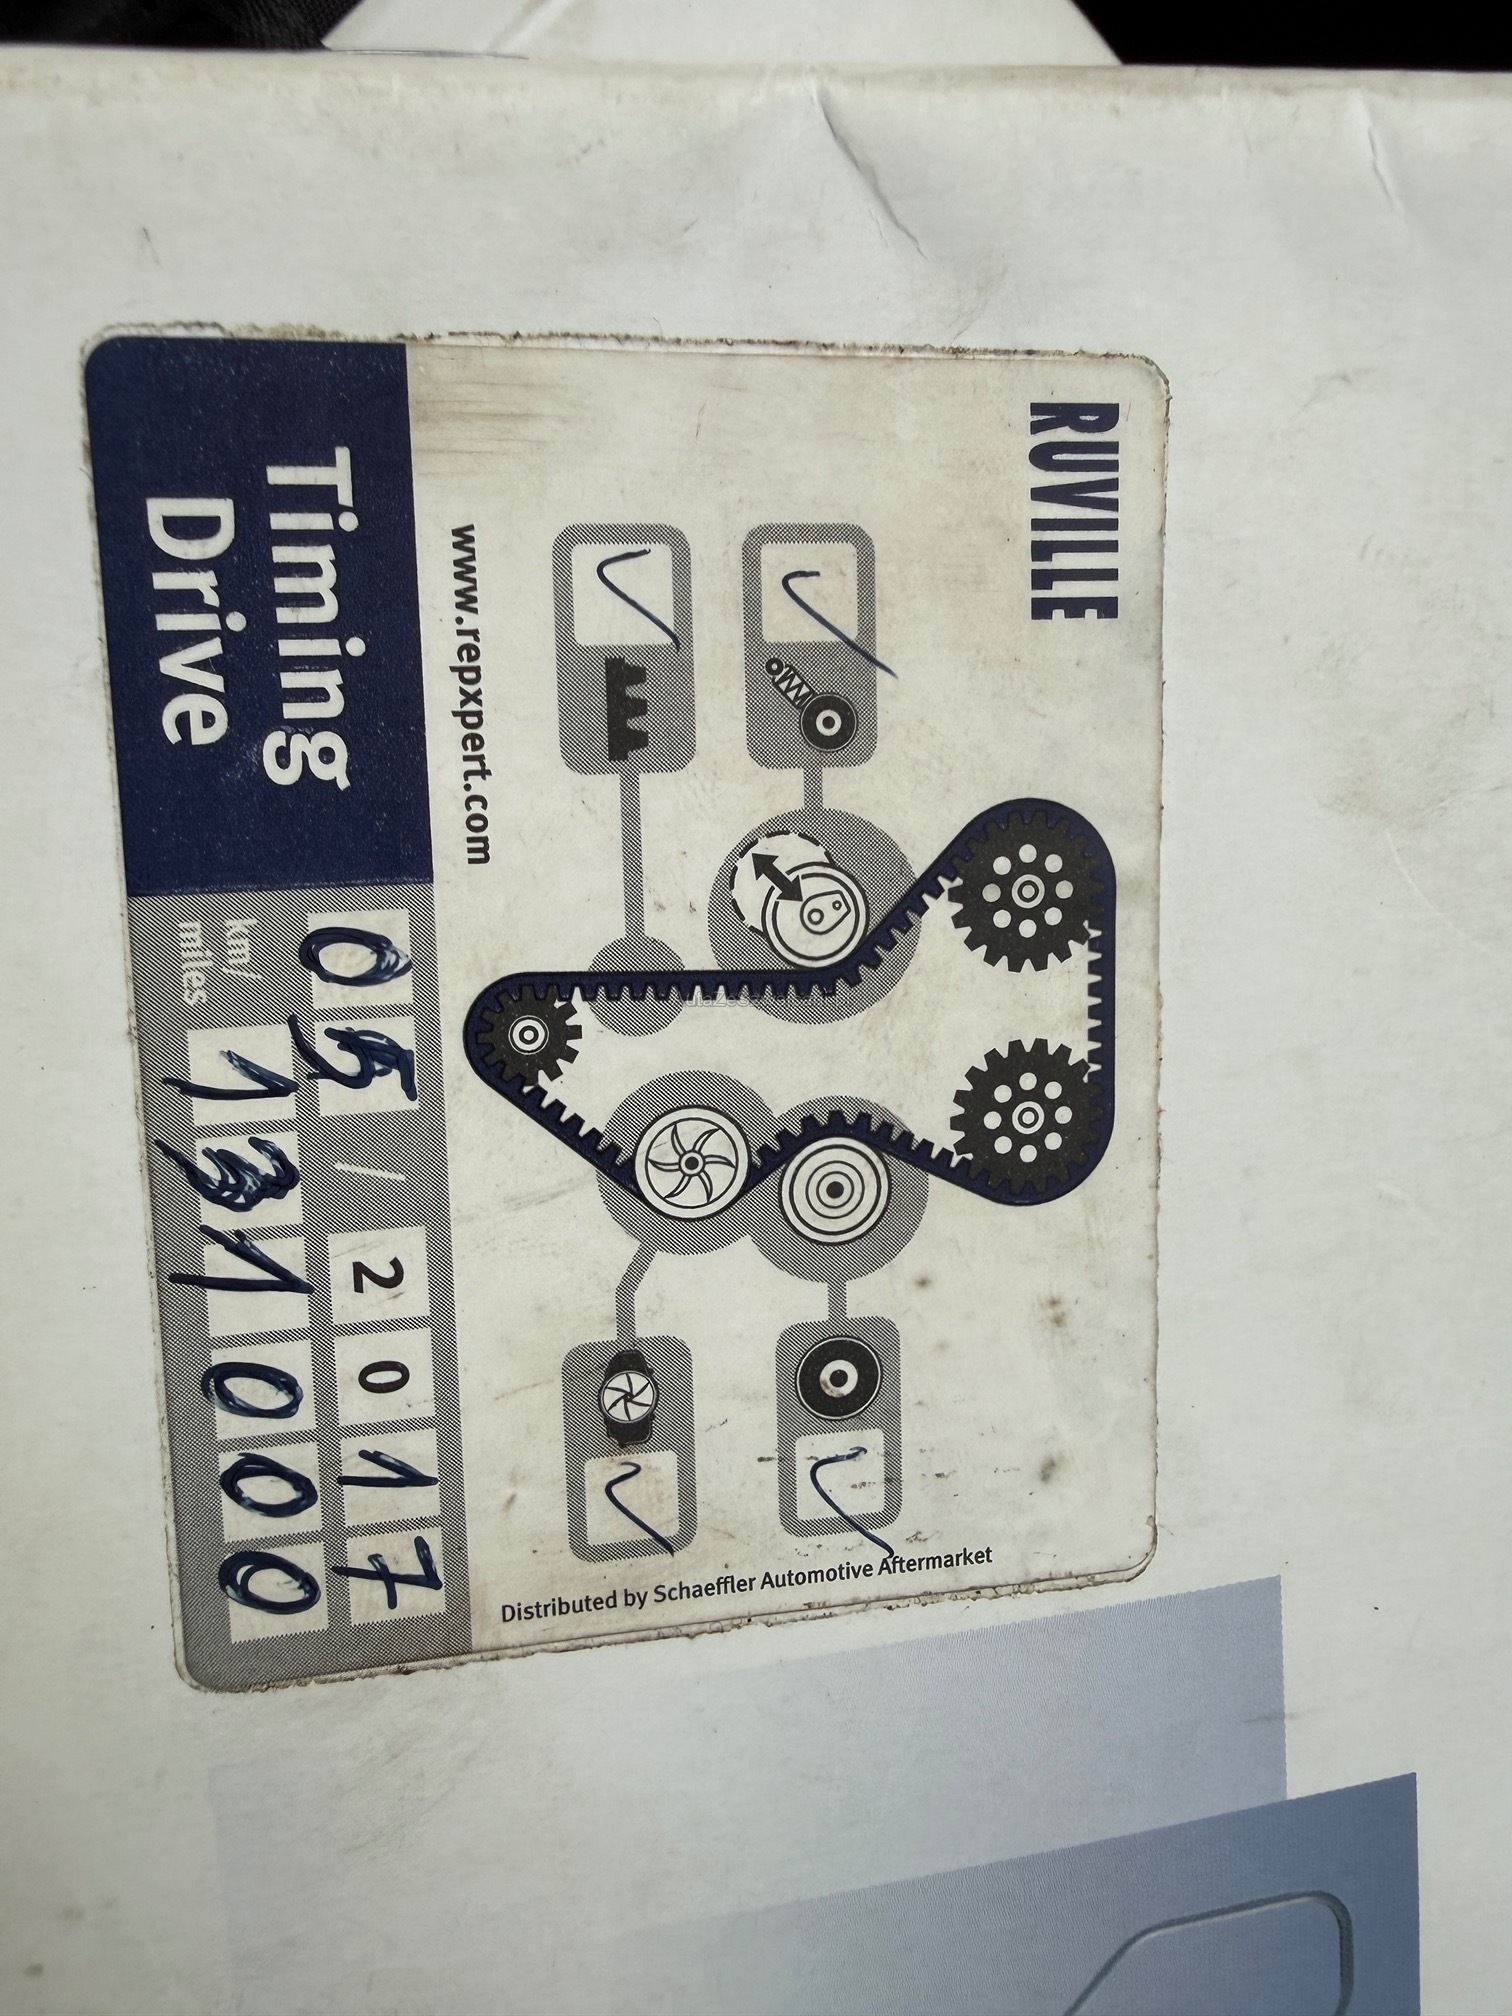 RUVILLE
www.repxpert.com
Distributed by Schaeffler Automotive Aftermarket
Timing
Drive
05/2017
km/
miles
131000